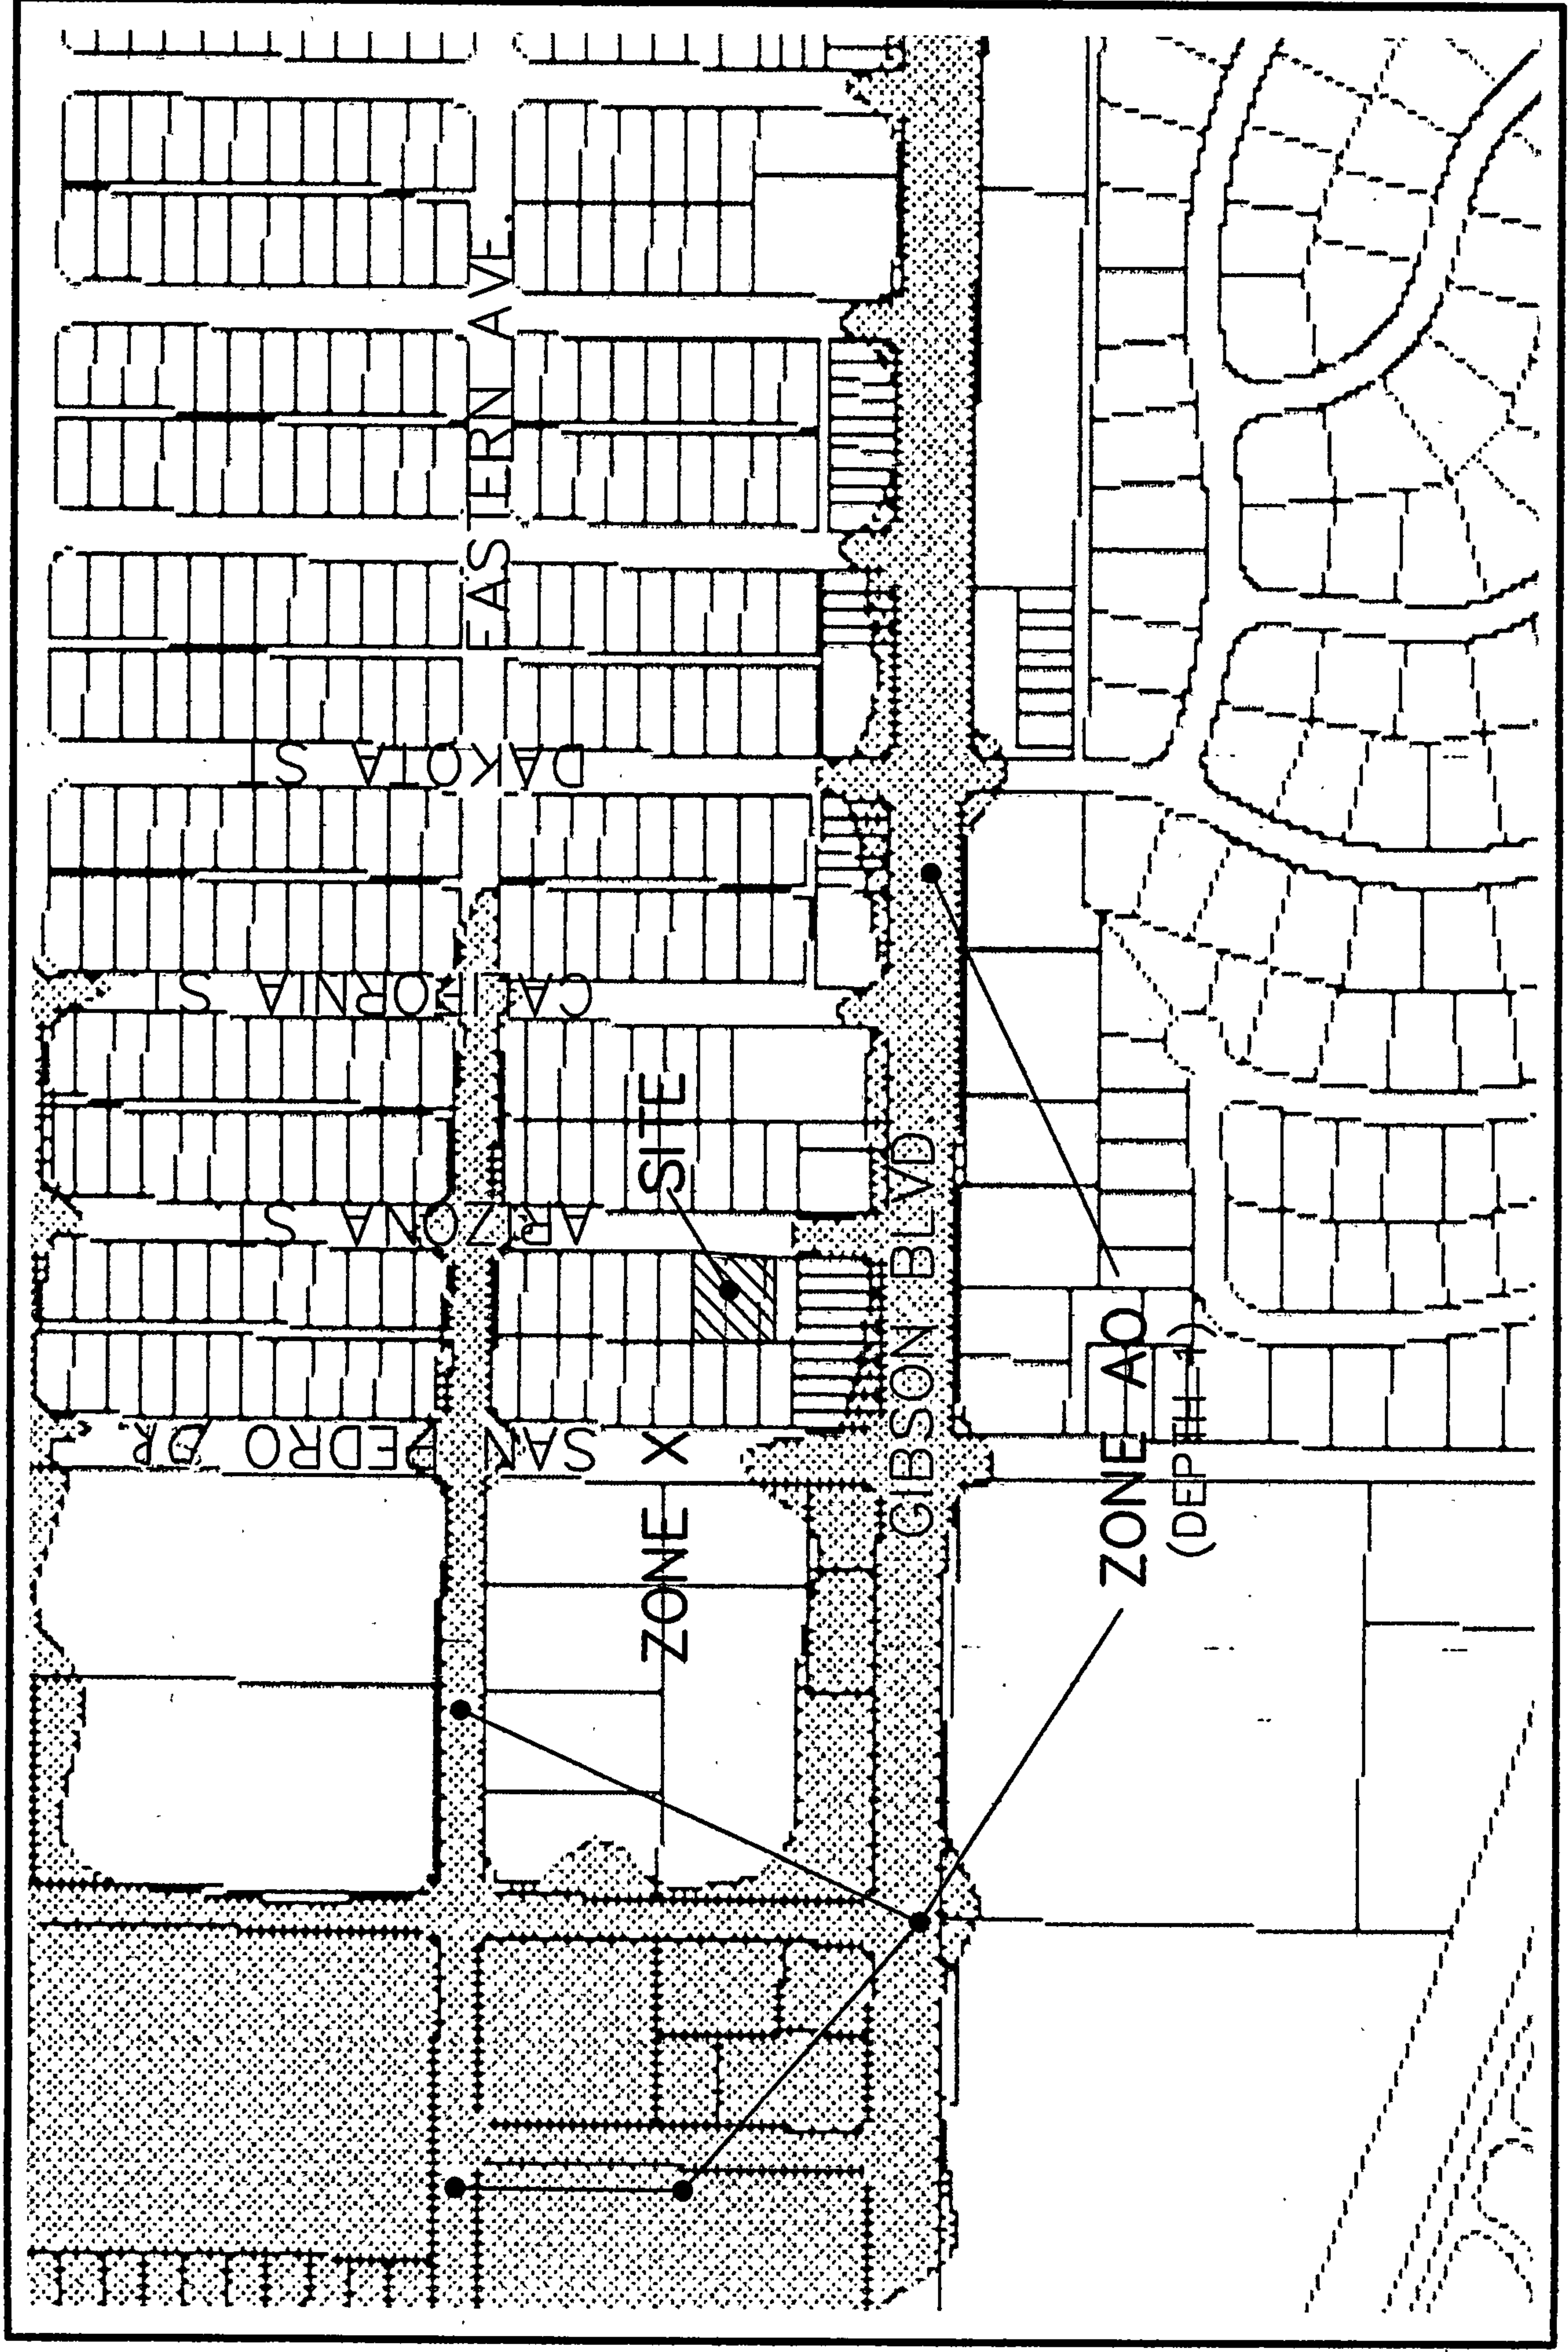 EASTERN AVE.
DAKOTA ST
CALIFORNIA ST
ARIZONA ST
SAN PEDRO DR
SITE
ZONE X
GIBSON BLVD
ZONE AO
(DEPTH 1')